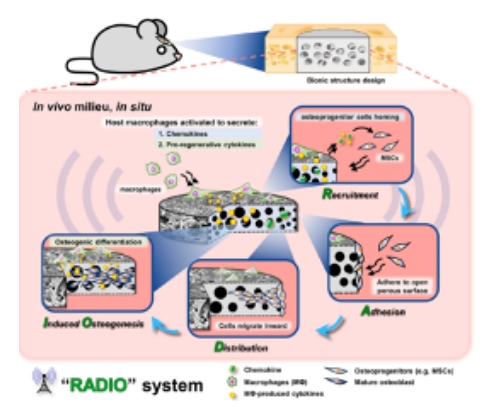 Bionic structure design
In vivo milieu, in situ
Host macrophages activated to secrete:
1. Chemokines
2. Pro-regenerative cytokines
macrophages
osteoprogenitor cells homing
MSCs
Recruitment
Adhere to open
porous surface
Adhesion
Cells migrate inward
Distribution
Osteogenic differentiation
Induced Osteogenesis
"RADIO" system
Chemokine
Macrophages (MΦ)
MΦ-produced cytokines
Osteoprogenitors (e.g. MSCs)
Mature osteoblast